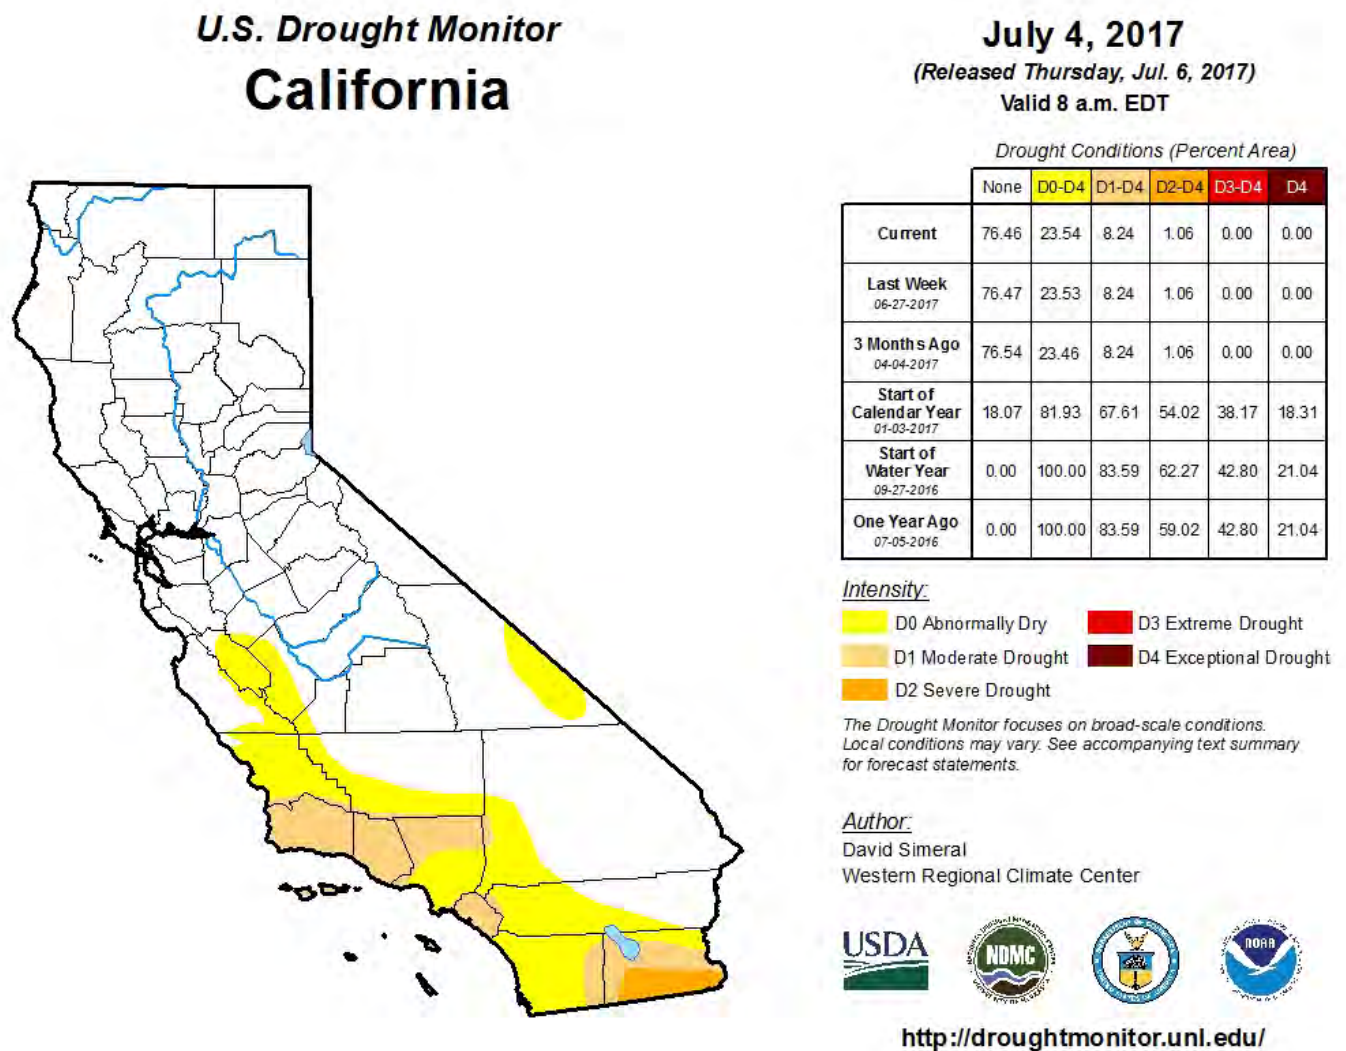 U.S. Drought Monitor
California
July 4, 2017
(Released Thursday, Jul. 6, 2017)
Valid 8 a.m. EDT
Drought Conditions (Percent Area)
None D0-D4 D1-D4 D2-D4 D3-D4 D4
Current 76.46 23.54 8.24 1.06 0.00 0.00
Last Week
06-27-2017
76.47 23.53 8.24 1.06 0.00 0.00
3 Months Ago
04-04-2017
76.54 23.46 8.24 1.06 0.00 0.00
Start of
Calendar Year
01-03-2017
18.07 81.93 67.61 54.02 38.17 18.31
Start of
Water Year
09-27-2016
0.00 100.00 83.59 62.27 42.80 21.04
One Year Ago
07-05-2016
0.00 100.00 83.59 59.02 42.80 21.04
Intensity:
D0 Abnormally Dry
D1 Moderate Drought
D2 Severe Drought
D3 Extreme Drought
D4 Exceptional Drought
The Drought Monitor focuses on broad-scale conditions.
Local conditions may vary. See accompanying text summary
for forecast statements.
Author:
David Simeral
Western Regional Climate Center
USDA
NDMC
NOAA
http://droughtmonitor.unl.edu/